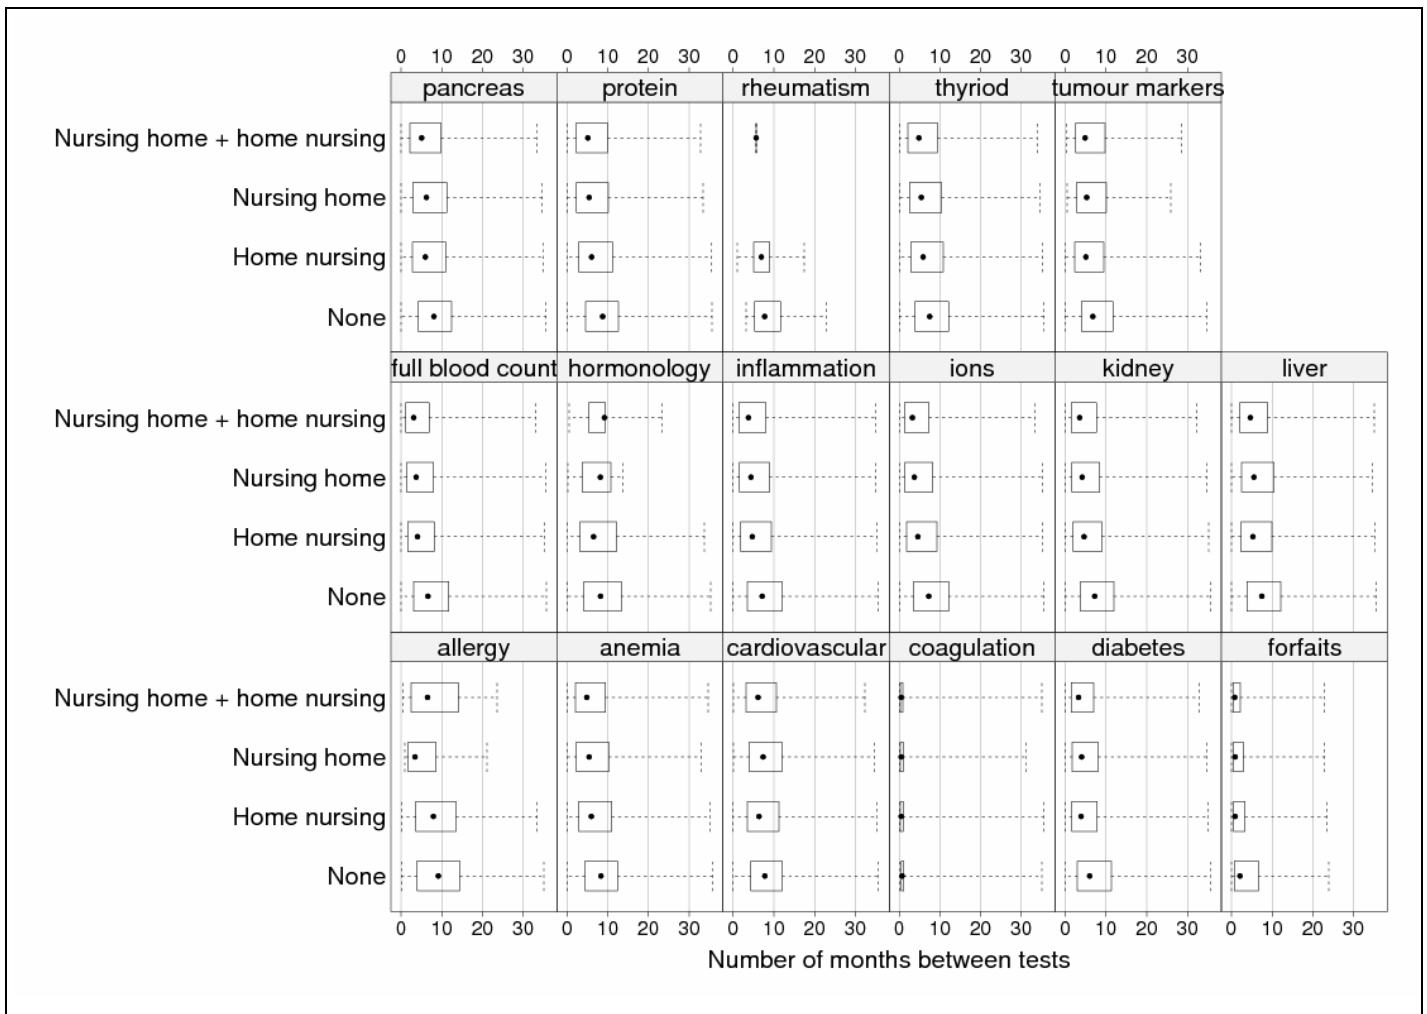 0 10 20 30 0 10 20 30 0 10 20 30 0 10 20 30 0 10 20 30
pancreas protein rheumatism thyriod tumour markers
Nursing home + home nursing
Nursing home
Home nursing
None
full blood count hormonology inflammation ions kidney liver
Nursing home + home nursing
Nursing home
Home nursing
None
allergy anemia cardiovascular coagulation diabetes forfaits
Nursing home + home nursing
Nursing home
Home nursing
None
0 10 20 30 0 10 20 30 0 10 20 30 0 10 20 30 0 10 20 30 0 10 20 30
Number of months between tests